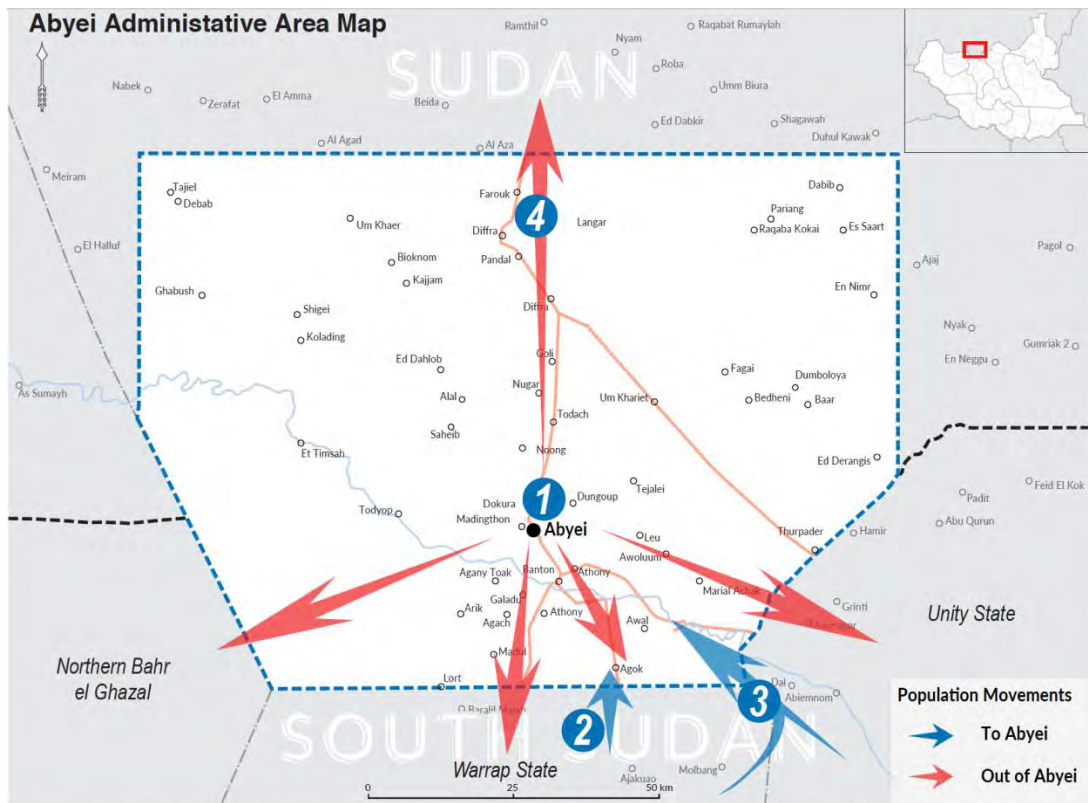 Abyei Administative Area Map
SUDAN
Ramthil
Raqabat Rumaylah
Nyam
Roba
Nabek
Zerafat
El Amma
Beida
Umm Biura
Al Agad
Al Aza
Ed Dabkir
Shagawah
Duhul Kawak
Meiram
Tajiel
Debab
Farouk
Dabib
Um Khaer
4
Langar
Pariang
Raqaba Kokai
Es Saart
El Halluf
Diffra
Pandal
Bioknom
Kajjam
Ajaj
Pagol
Ghabush
Diffra
En Nimr
Shigei
Kolading
Nyak
En Neggu
Gumriak 2
As Sumayh
Ed Dahlob
Goli
Fagai
Dumboloya
Alal
Nugar
Um Khariet
Bedheni
Baar
Saheib
Todach
Et Timsah
Noong
Ed Derangis
Tejalei
Feid El Kok
Padit
Abu Qurun
1
Dokura
Dungoup
Todyop
Madingthon
Abyei
Leu
Awoluum
Thurpader
Hamir
Agany Toak
Banton
Athony
Marial Achak
Galadu
Arik
Agach
Athony
Awal
Grinti
Unity State
Madul
Agok
Northern Bahr
el Ghazal
Lort
Dal
Abiemnom
3
2
SOUTH SUDAN
Warrap State
Ajakuao
Molbang
0
25
50 km
Population Movements
To Abyei
Out of Abyei